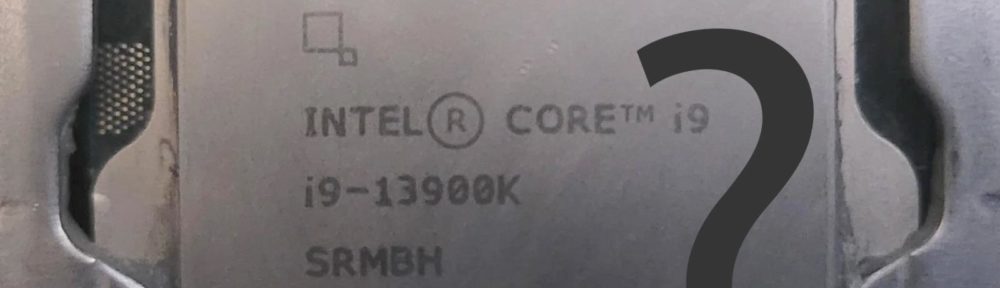 INTEL® CORE™ i9
i9-13900K
SRMBH
?